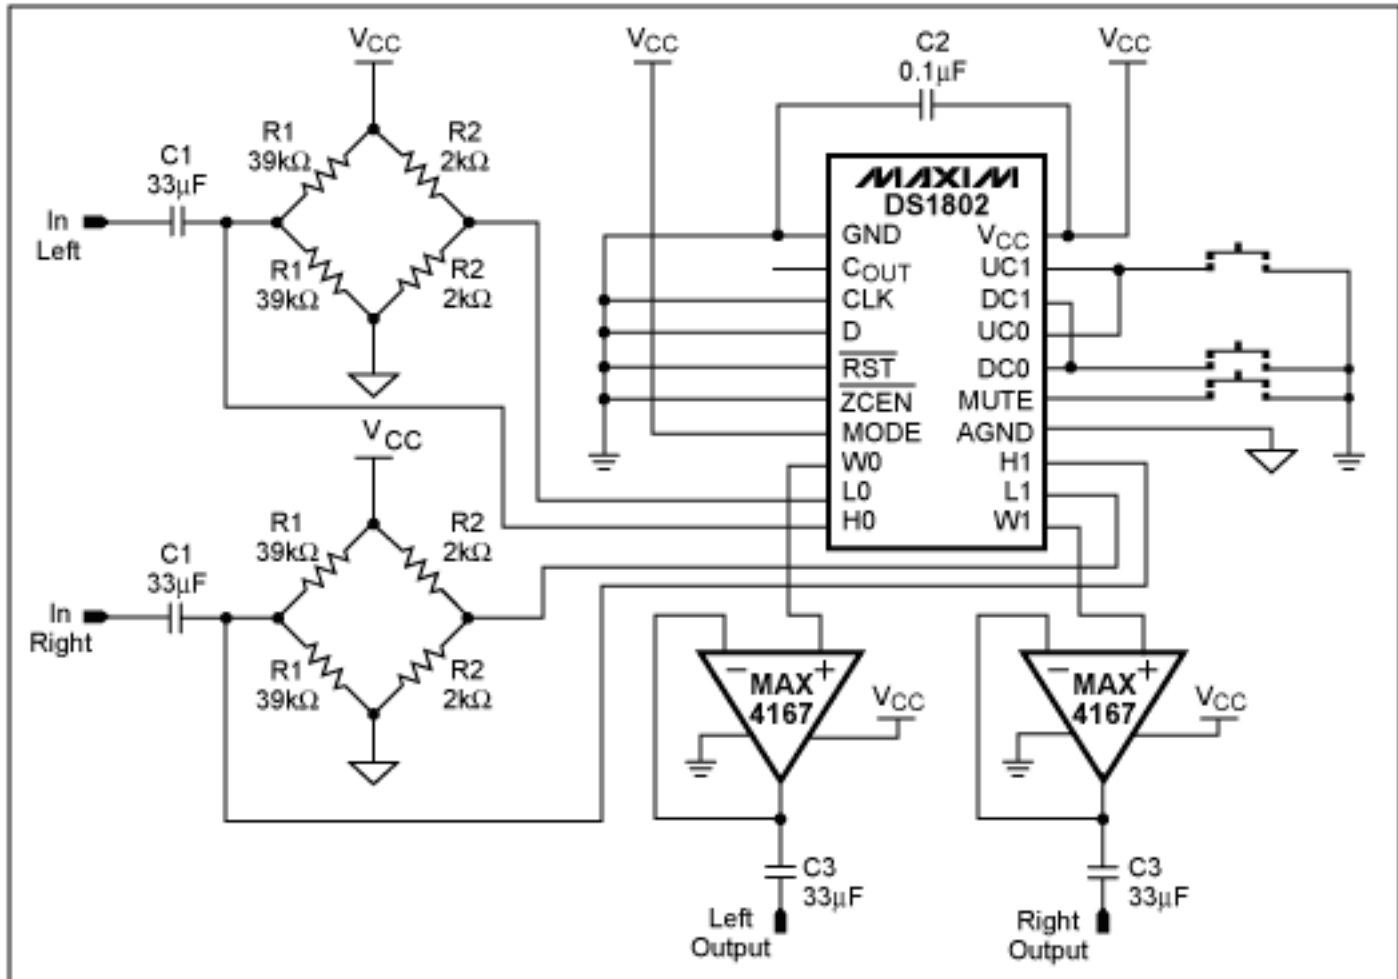 VCC
VCC
C2
0.1µF
VCC
R1
39kΩ
R2
2kΩ
C1
33µF
In
Left
R1
39kΩ
R2
2kΩ
MAXIM
DS1802
GND
COUT
CLK
D
RST
ZCEN
MODE
W0
L0
H0
VCC
UC1
DC1
UC0
DC0
MUTE
AGND
H1
L1
W1
VCC
R1
39kΩ
R2
2kΩ
C1
33µF
In
Right
R1
39kΩ
R2
2kΩ
− +
MAX
4167
VCC
− +
MAX
4167
VCC
C3
33µF
Left
Output
C3
33µF
Right
Output